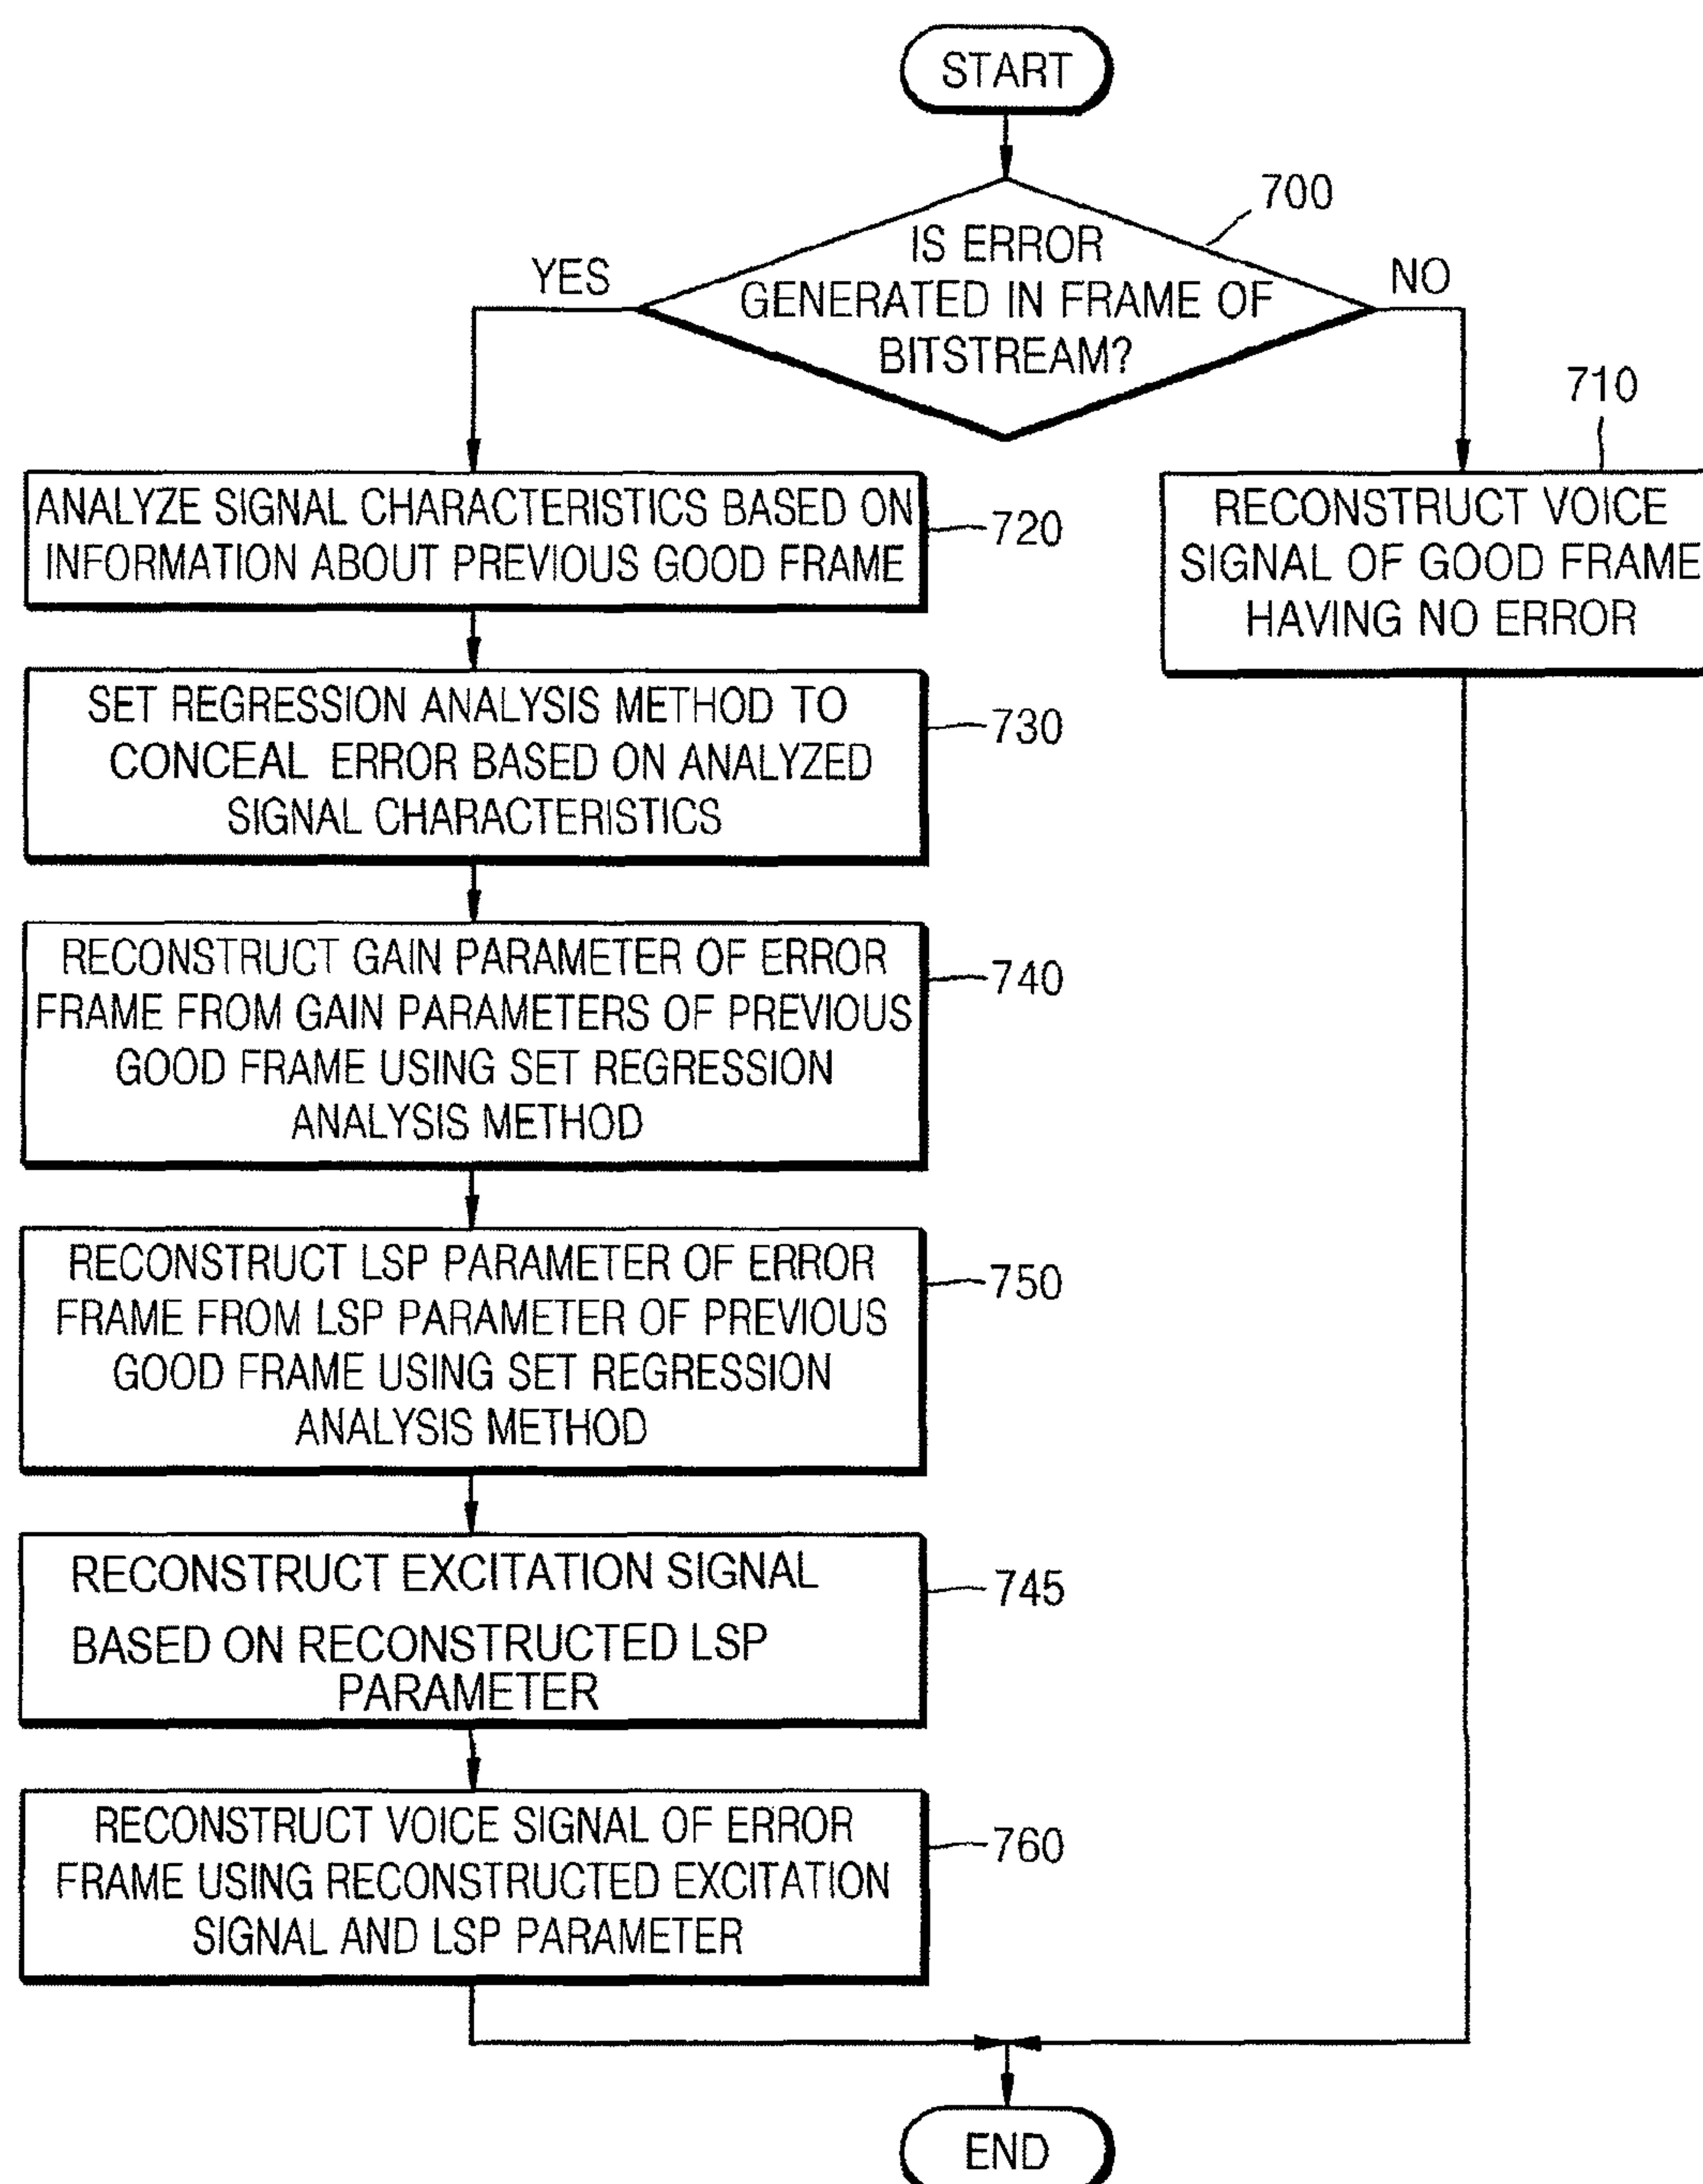 START
700
IS ERROR
GENERATED IN FRAME OF
BITSTREAM?
YES
NO
710
RECONSTRUCT VOICE
SIGNAL OF GOOD FRAME
HAVING NO ERROR
ANALYZE SIGNAL CHARACTERISTICS BASED ON
INFORMATION ABOUT PREVIOUS GOOD FRAME
720
SET REGRESSION ANALYSIS METHOD TO
CONCEAL ERROR BASED ON ANALYZED
SIGNAL CHARACTERISTICS
730
RECONSTRUCT GAIN PARAMETER OF ERROR
FRAME FROM GAIN PARAMETERS OF PREVIOUS
GOOD FRAME USING SET REGRESSION
ANALYSIS METHOD
740
RECONSTRUCT LSP PARAMETER OF ERROR
FRAME FROM LSP PARAMETER OF PREVIOUS
GOOD FRAME USING SET REGRESSION
ANALYSIS METHOD
750
RECONSTRUCT EXCITATION SIGNAL
BASED ON RECONSTRUCTED LSP
PARAMETER
745
RECONSTRUCT VOICE SIGNAL OF ERROR
FRAME USING RECONSTRUCTED EXCITATION
SIGNAL AND LSP PARAMETER
760
END